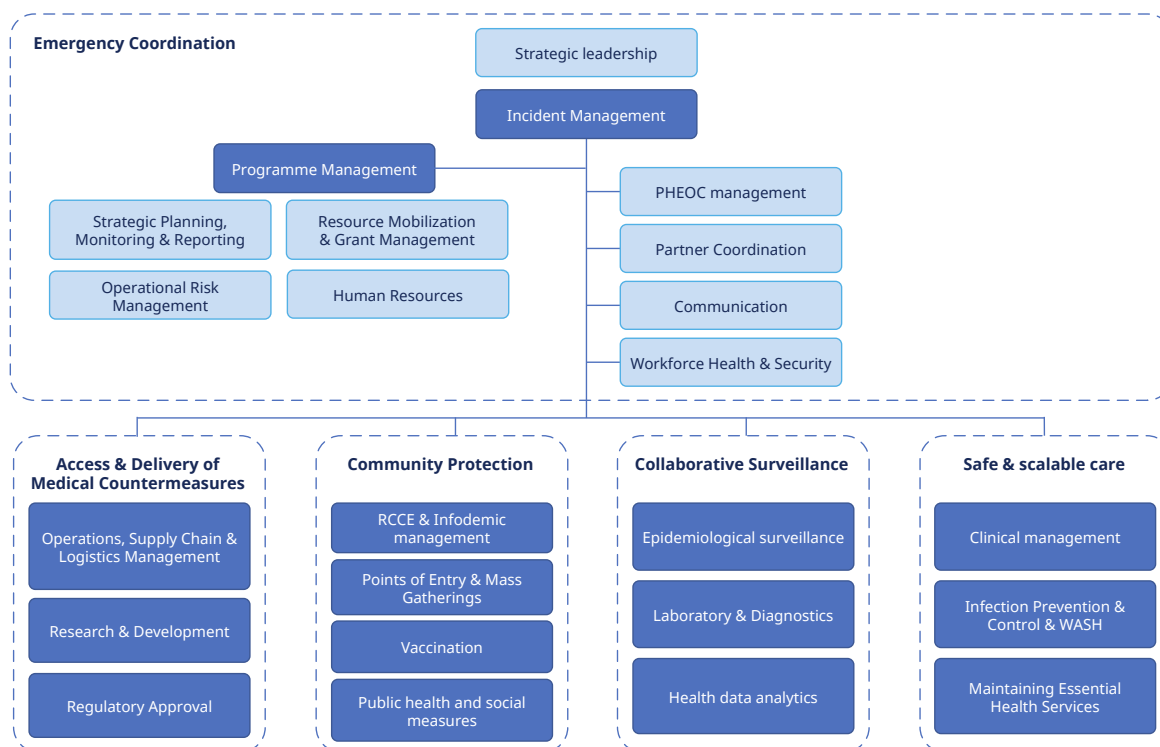 Emergency Coordination
Strategic leadership
Incident Management
Programme Management
Strategic Planning,
Monitoring & Reporting
Resource Mobilization
& Grant Management
Operational Risk
Management
Human Resources
PHEOC management
Partner Coordination
Communication
Workforce Health & Security
Access & Delivery of
Medical Countermeasures
Operations, Supply Chain &
Logistics Management
Research & Development
Regulatory Approval
Community Protection
RCCE & Infodemic
management
Points of Entry & Mass
Gatherings
Vaccination
Public health and social
measures
Collaborative Surveillance
Epidemiological surveillance
Laboratory & Diagnostics
Health data analytics
Safe & scalable care
Clinical management
Infection Prevention &
Control & WASH
Maintaining Essential
Health Services